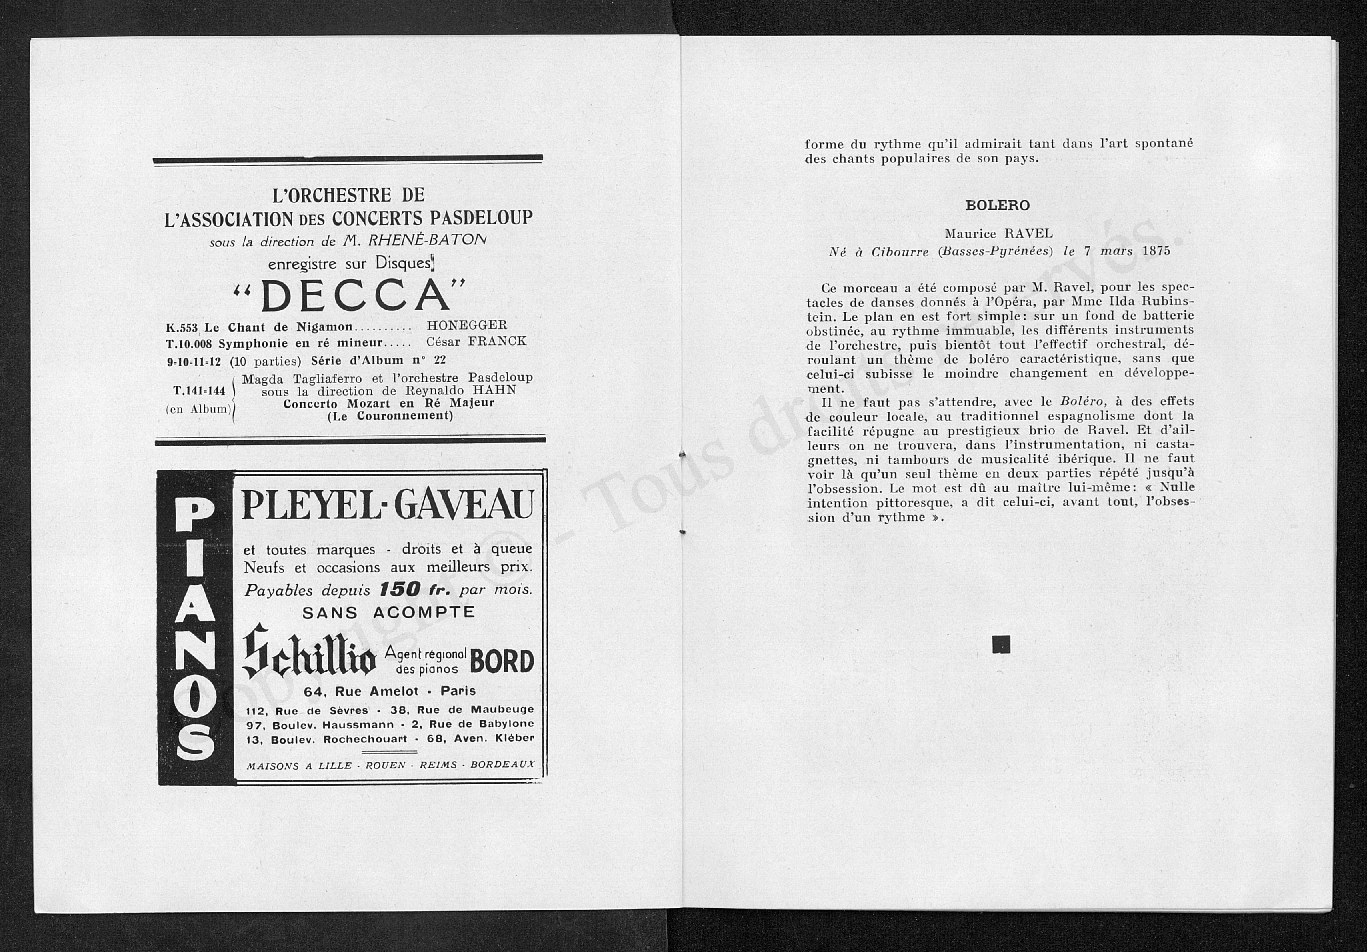 L'ORCHESTRE DE
L'ASSOCIATION DES CONCERTS PASDELOUP
sous la direction de M. RHENÉ-BATON
enregistre sur Disques
“DECCA”
K.553 Le Chant de Nigamon.......... HONEGGER
T.10.008 Symphonie en ré mineur..... César FRANCK
9-10-11-12 (10 parties) Série d'Album n° 22
T.141-144 (en Album)
Magda Tagliaferro et l'orchestre Pasdeloup
sous la direction de Reynaldo HAHN
Concerto Mozart en Ré Majeur
(Le Couronnement)
PIANOS
PLEYEL-GAVEAU
et toutes marques - droits et à queue
Neufs et occasions aux meilleurs prix.
Payables depuis 150 fr. par mois.
SANS ACOMPTE
Schillio Agent régional des pianos BORD
64, Rue Amelot - Paris
112, Rue de Sèvres - 38, Rue de Maubeuge
97, Boulev. Haussmann - 2, Rue de Babylone
13, Boulev. Rochechouart - 68, Aven. Kléber
MAISONS A LILLE - ROUEN - REIMS - BORDEAUX
forme du rythme qu'il admirait tant dans l'art spontané
des chants populaires de son pays.
BOLERO
Maurice RAVEL
Né à Cibourre (Basses-Pyrénées) le 7 mars 1875
Ce morceau a été composé par M. Ravel, pour les spec-
tacles de danses donnés à l'Opéra, par Mme Ilda Rubins-
tein. Le plan en est fort simple: sur un fond de batterie
obstinée, au rythme immuable, les différents instruments
de l'orchestre, puis bientôt tout l'effectif orchestral, dé-
roulant un thème de boléro caractéristique, sans que
celui-ci subisse le moindre changement en développe-
ment.
Il ne faut pas s'attendre, avec le Boléro, à des effets
de couleur locale, au traditionnel espagnolisme dont la
facilité répugne au prestigieux brio de Ravel. Et d'ail-
leurs on ne trouvera, dans l'instrumentation, ni casta-
gnettes, ni tambours de musicalité ibérique. Il ne faut
voir là qu'un seul thème en deux parties répété jusqu'à
l'obsession. Le mot est dû au maître lui-même: « Nulle
intention pittoresque, a dit celui-ci, avant tout, l'obses-
sion d'un rythme ».
Copyright © - Tous droits réservés.